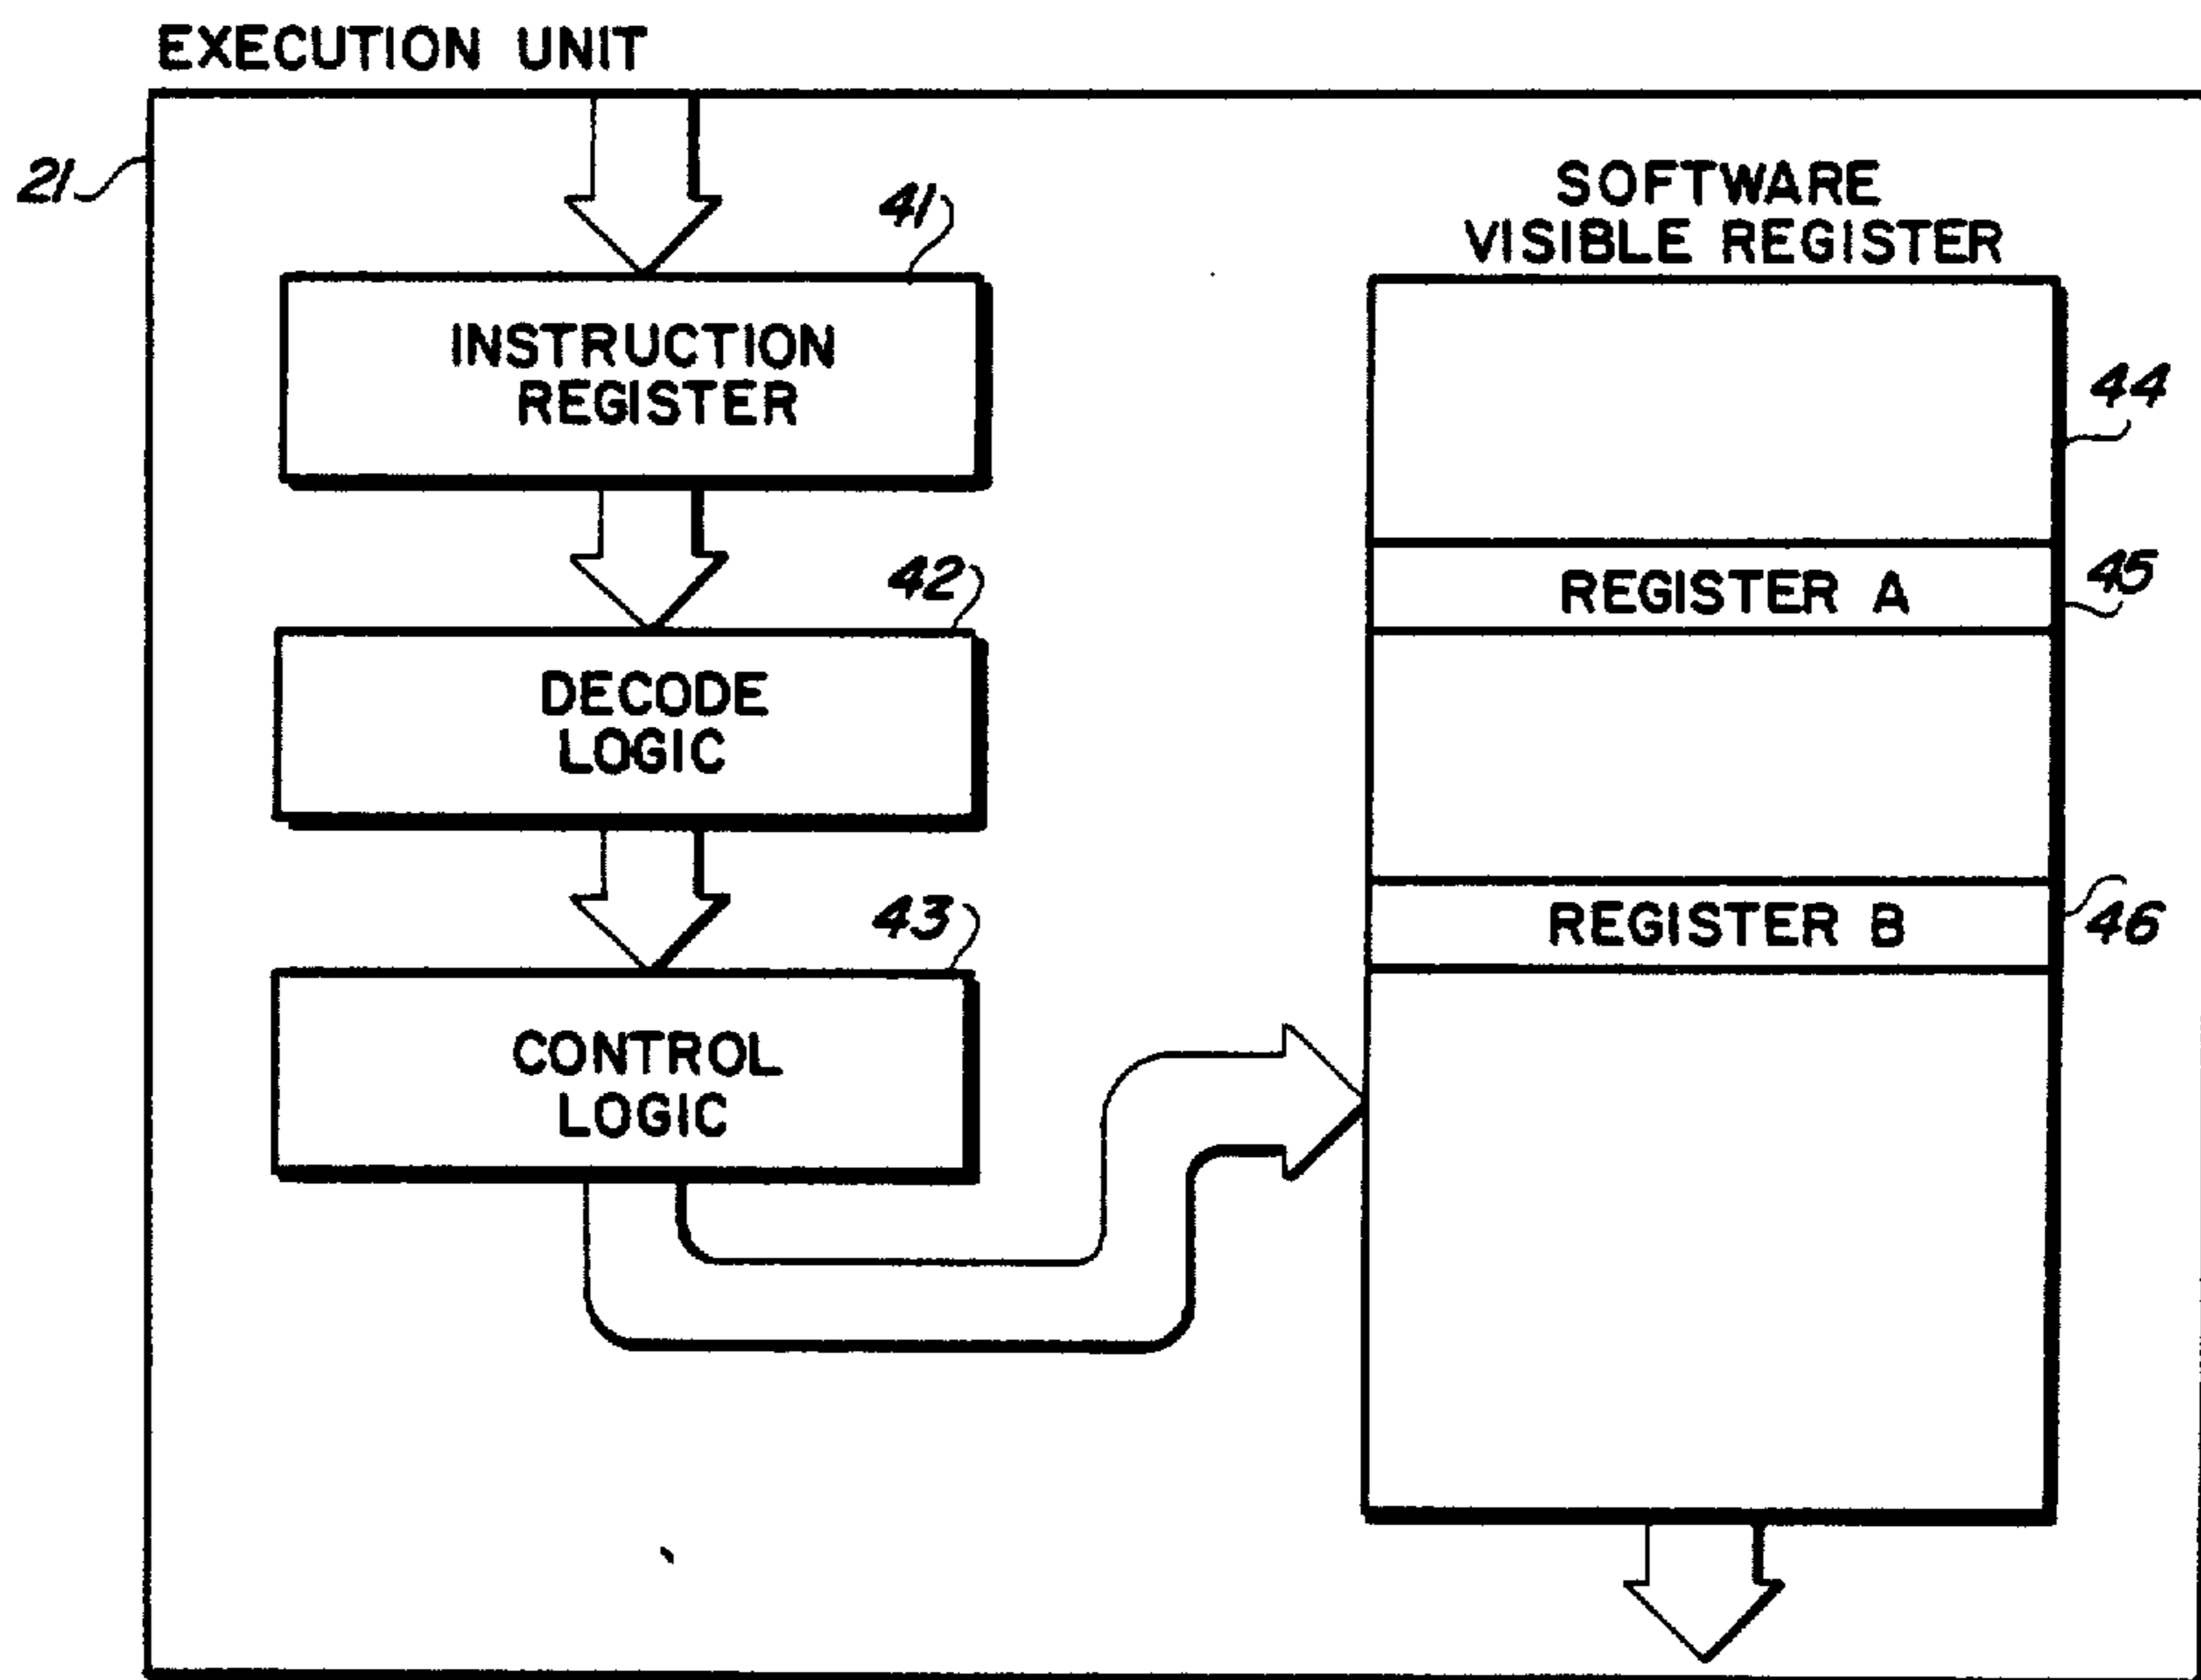 EXECUTION UNIT
21
41
INSTRUCTION
REGISTER
42
DECODE
LOGIC
43
CONTROL
LOGIC
SOFTWARE
VISIBLE REGISTER
44
REGISTER A
45
REGISTER B
46